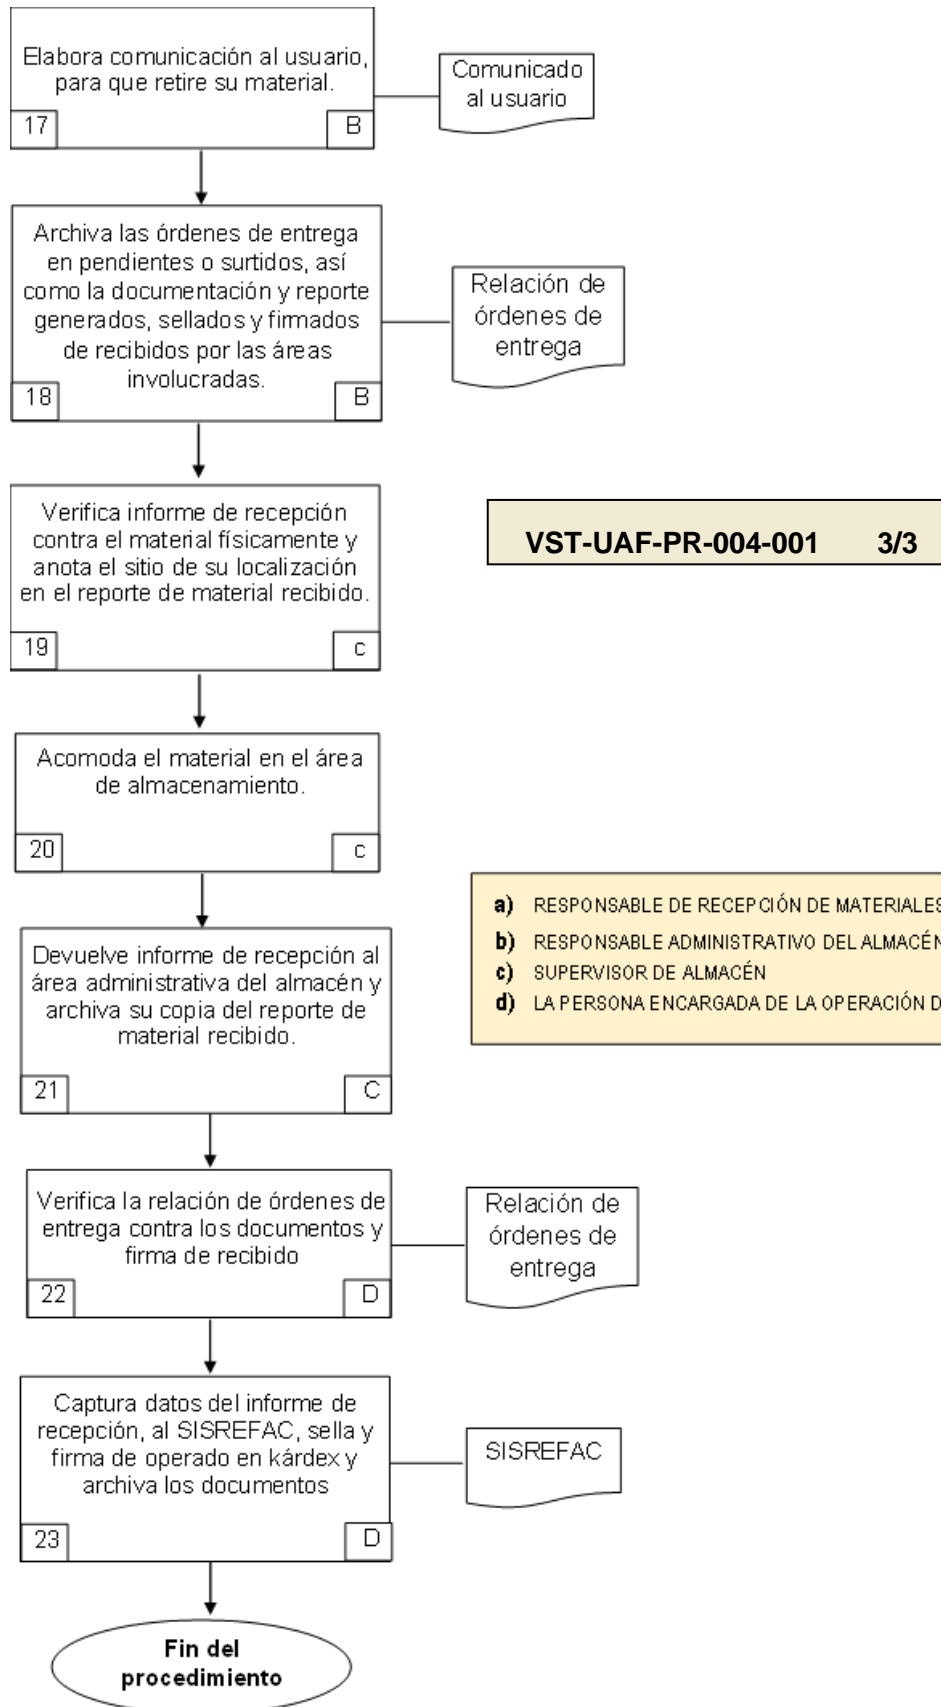 Elabora comunicación al usuario,
para que retire su material.
17 B
Comunicado
al usuario
Archiva las órdenes de entrega
en pendientes o surtidos, así
como la documentación y reporte
generados, sellados y firmados
de recibidos por las áreas
involucradas.
18 B
Relación de
órdenes de
entrega
Verifica informe de recepción
contra el material físicamente y
anota el sitio de su localización
en el reporte de material recibido.
19 c
VST-UAF-PR-004-001 3/3
Acomoda el material en el área
de almacenamiento.
20 c
a) RESPONSABLE DE RECEPCIÓN DE MATERIALES
b) RESPONSABLE ADMINISTRATIVO DEL ALMACÉN
c) SUPERVISOR DE ALMACÉN
d) LA PERSONA ENCARGADA DE LA OPERACIÓN
Devuelve informe de recepción al
área administrativa del almacén y
archiva su copia del reporte de
material recibido.
21 C
Verifica la relación de órdenes de
entrega contra los documentos y
firma de recibido
22 D
Relación de
órdenes de
entrega
Captura datos del informe de
recepción, al SISREFAC, sella y
firma de operado en kárdex y
archiva los documentos
23 D
SISREFAC
Fin del
procedimiento